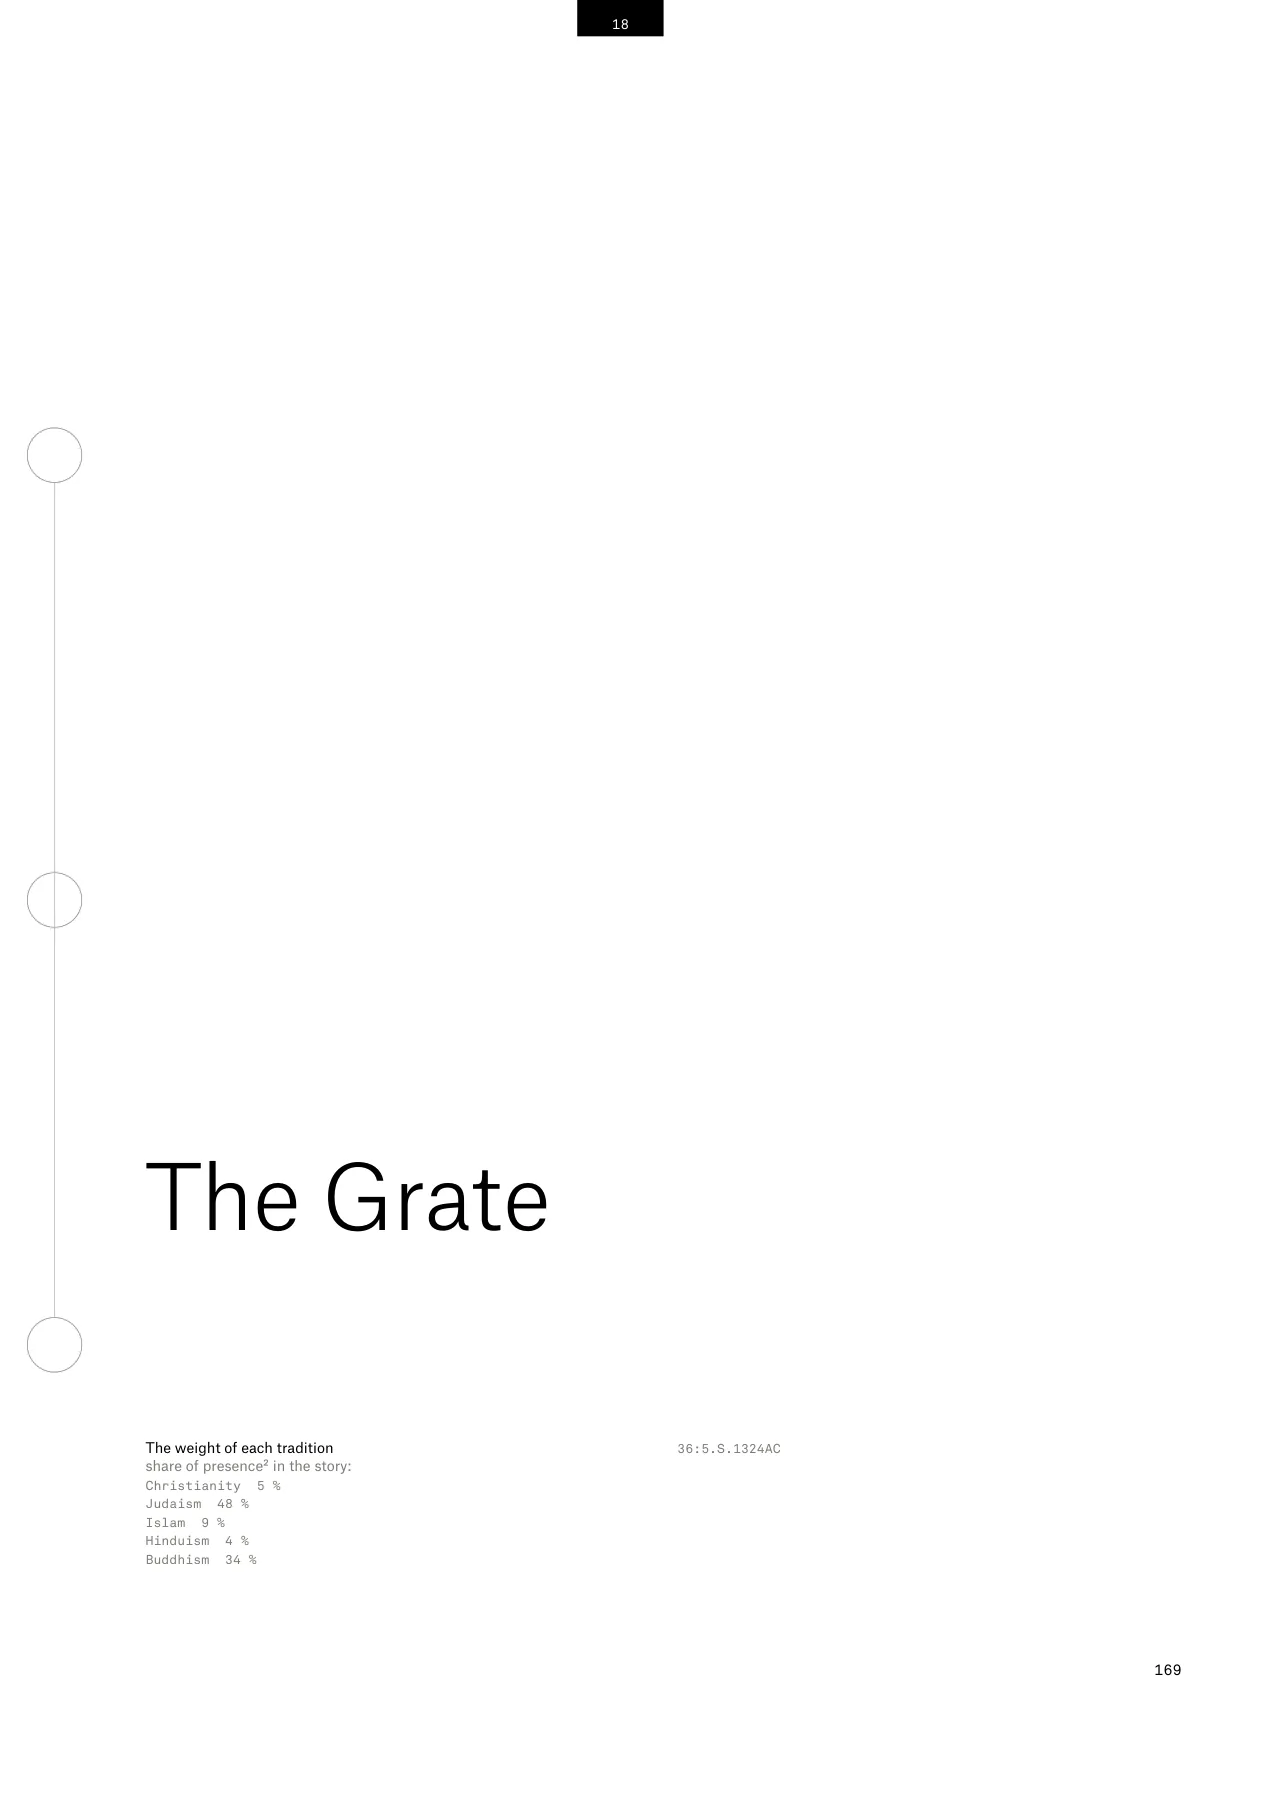 18
The Grate
The weight of each tradition
share of presence² in the story:
Christianity  5 %
Judaism  48 %
Islam  9 %
Hinduism  4 %
Buddhism  34 %
36:5.S.1324AC
169